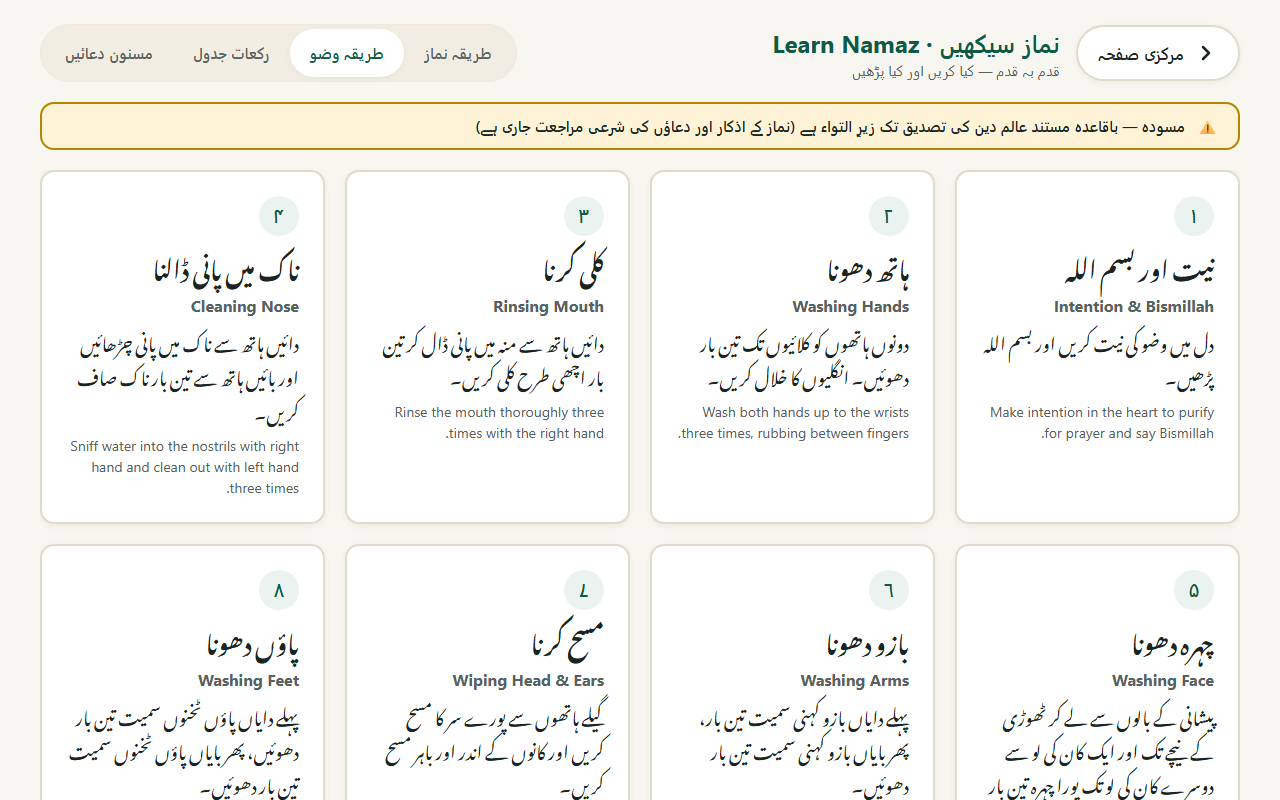 مرکزی صفحہ
نماز سیکھیں · Learn Namaz
قدم بہ قدم — کیا کریں اور کیا پڑھیں
طریقہ نماز
طریقہ وضو
رکعات جدول
مسنون دعائیں
⚠️ مسودہ — باقاعدہ مستند عالم دین کی تصدیق تک زیرِ التواء ہے (نماز کے اذکار اور دعاؤں کی شرعی مراجعت جاری ہے)
۱
نیت اور بسم اللہ
Intention & Bismillah
دل میں وضو کی نیت کریں اور بسم اللہ
پڑھیں۔
Make intention in the heart to purify
for prayer and say Bismillah.
۲
ہاتھ دھونا
Washing Hands
دونوں ہاتھوں کو کلائیوں تک تین بار
دھوئیں۔ انگلیوں کا خلال کریں۔
Wash both hands up to the wrists
three times, rubbing between fingers.
۳
کلی کرنا
Rinsing Mouth
دائیں ہاتھ سے منہ میں پانی ڈال کر تین
بار اچھی طرح کلی کریں۔
Rinse the mouth thoroughly three
times with the right hand.
۴
ناک میں پانی ڈالنا
Cleaning Nose
دائیں ہاتھ سے ناک میں پانی چڑھائیں
اور بائیں ہاتھ سے تین بار ناک صاف
کریں۔
Sniff water into the nostrils with right
hand and clean out with left hand
three times.
۵
چہرہ دھونا
Washing Face
پیشانی کے بالوں سے لے کر ٹھوڑی
کے نیچے تک اور ایک کان کی لو سے
دوسرے کان کی لو تک پورا چہرہ تین بار
۶
بازو دھونا
Washing Arms
پہلے دایاں بازو کہنی سمیت تین بار،
پھر بایاں بازو کہنی سمیت تین بار
دھوئیں۔
۷
مسح کرنا
Wiping Head & Ears
گیلے ہاتھوں سے پورے سر کا مسح
کریں اور کانوں کے اندر اور باہر مسح
کریں۔
۸
پاؤں دھونا
Washing Feet
پہلے دایاں پاؤں ٹخنوں سمیت تین بار
دھوئیں، پھر بایاں پاؤں ٹخنوں سمیت
تین بار دھوئیں۔